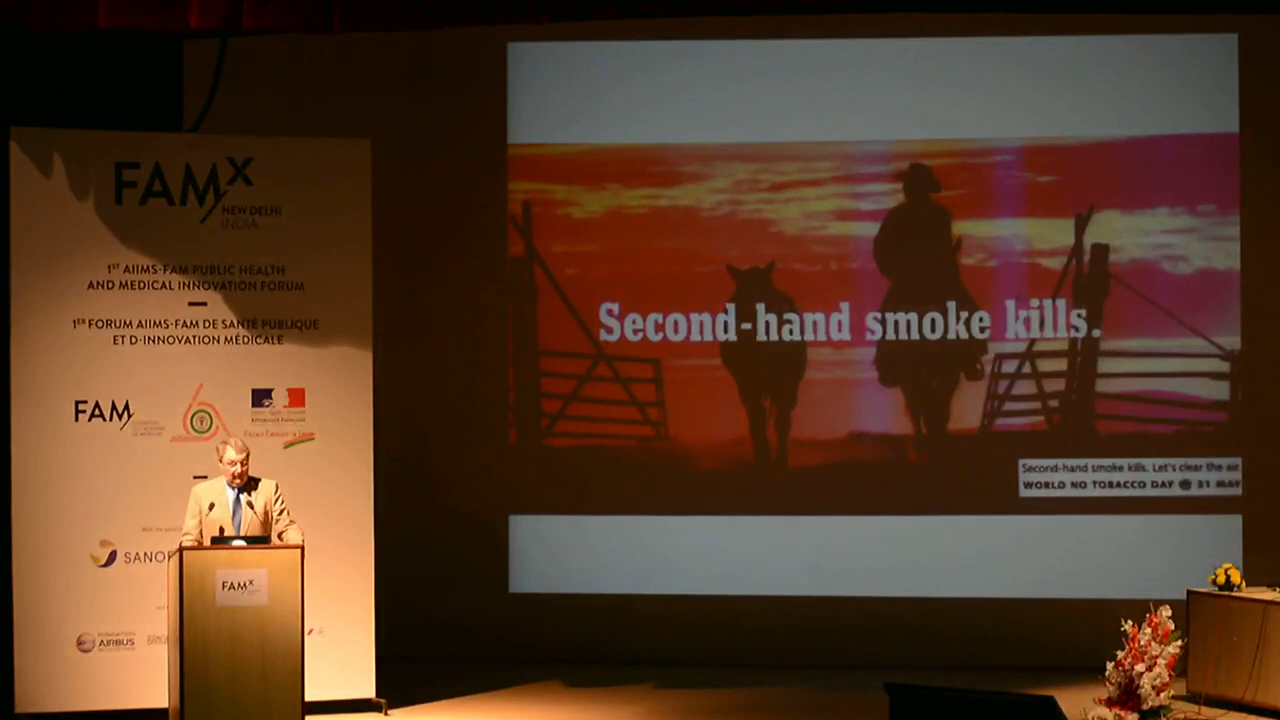 FAMX
NEW DELHI
INDIA
1ST AIIMS-FAM PUBLIC HEALTH
AND MEDICAL INNOVATION FORUM
1ER FORUM AIIMS-FAM DE SANTÉ PUBLIQUE
ET D-INNOVATION MÉDICALE
FAM
SANOF
AIRBUS
FAMX
Second-hand smoke kills.
Second-hand smoke kills. Let's clear the air.
WORLD NO TOBACCO DAY 31 MAY